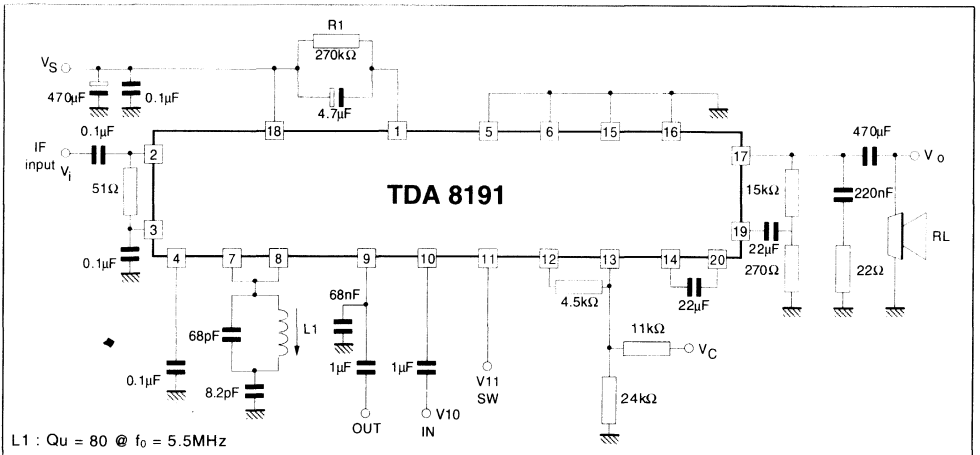 R1
270kΩ
VS
470µF
0.1µF
4.7µF
18
1
5
6
15
16
0.1µF
IF
input
Vi
2
51Ω
3
0.1µF
TDA 8191
17
470µF
Vo
15kΩ
220nF
RL
19
22µF
270Ω
22Ω
4
7
8
9
10
11
12
13
14
20
68nF
4.5kΩ
22µF
68pF
L1
11kΩ
VC
0.1µF
8.2pF
1µF
1µF
V11
SW
24kΩ
OUT
V10
IN
L1 : Qu = 80 @ f₀ = 5.5MHz